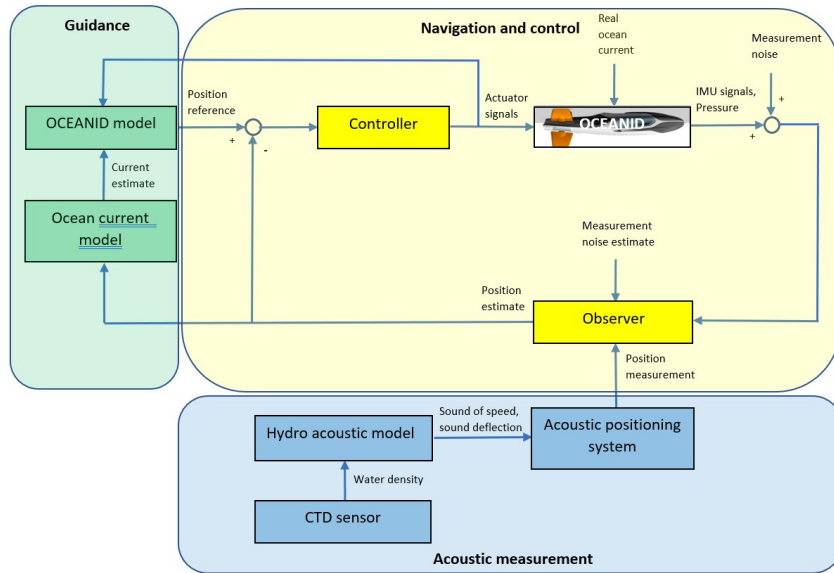 Guidance
Navigation and control
Real
ocean
current
Measurement
noise
Position
reference
Actuator
signals
IMU signals,
Pressure
OCEANID model
Controller
OCEANID
+
-
+
+
Current
estimate
Ocean current
model
Measurement
noise estimate
Position
estimate
Observer
Position
measurement
Sound of speed,
sound deflection
Hydro acoustic model
Acoustic positioning
system
Water density
CTD sensor
Acoustic measurement